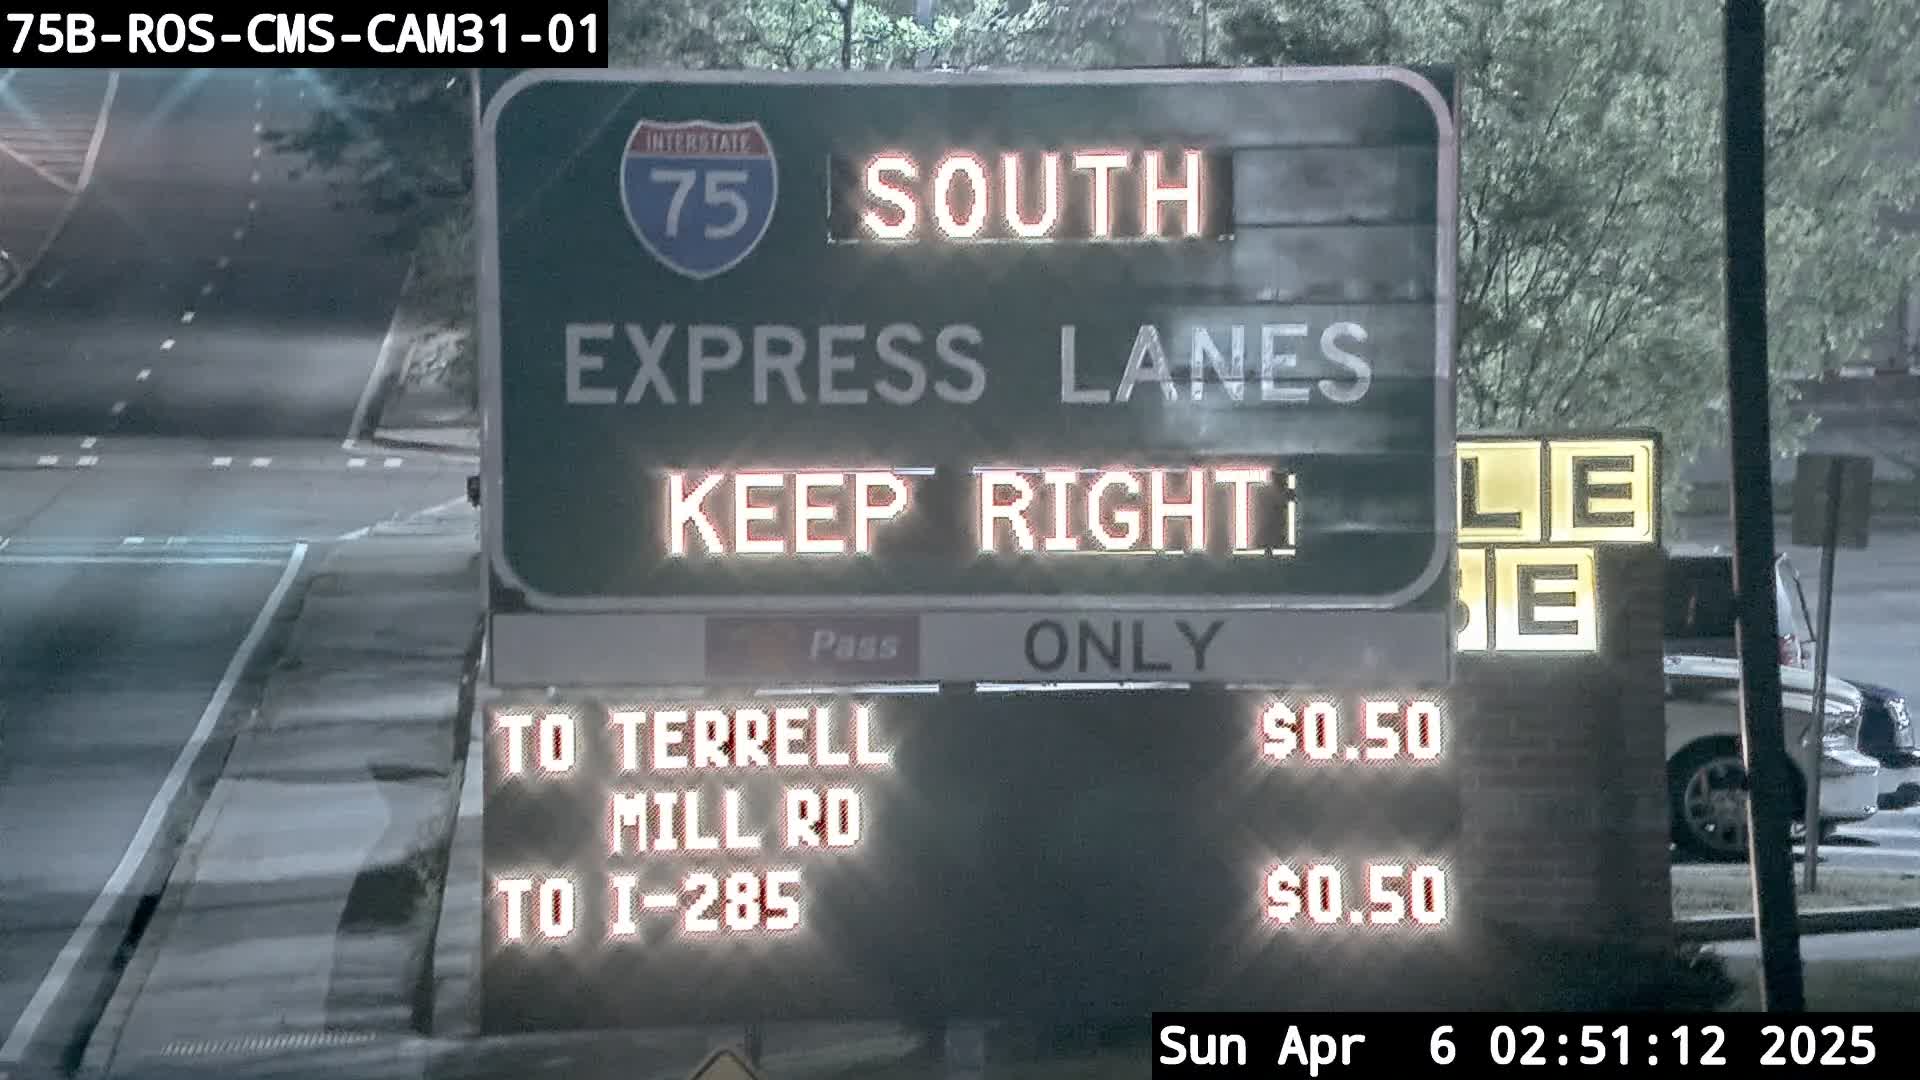 75B-ROS-CMS-CAM31-01
INTERSTATE
75 SOUTH
EXPRESS LANES
KEEP RIGHT
Pass ONLY
LE
E
TO TERRELL $0.50
MILL RD
TO I-285 $0.50
Sun Apr 6 02:51:12 2025